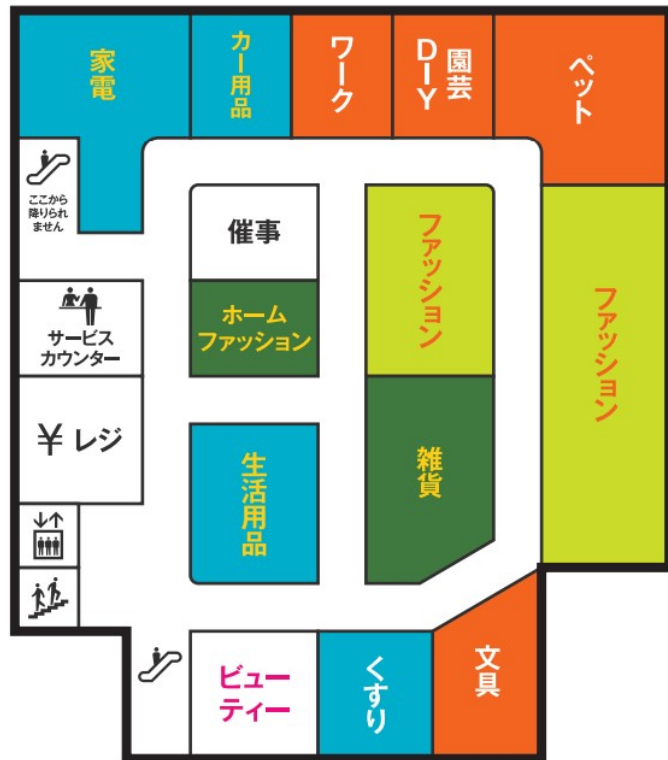 家電
カー用品
ワーク
DIY
園芸
ペット
ここから
降りられ
ません
催事
ファッション
ファッション
サービス
カウンター
ホーム
ファッション
¥ レジ
生活用品
雑貨
ビュー
ティー
くすり
文具